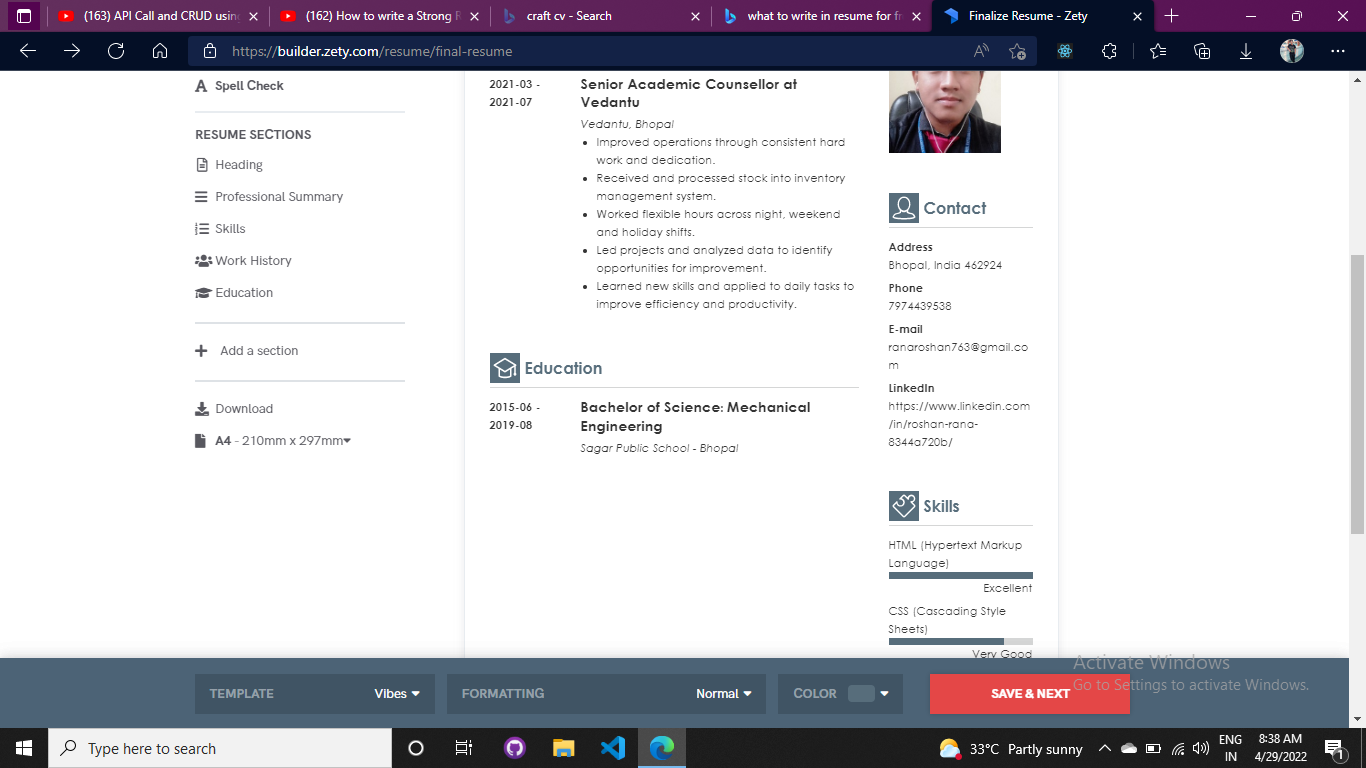 (163) API Call and CRUD usin
(162) How to write a Strong R
craft cv - Search
what to write in resume for fr
Finalize Resume - Zety
https://builder.zety.com/resume/final-resume
Spell Check
RESUME SECTIONS
Heading
Professional Summary
Skills
Work History
Education
Add a section
Download
A4 - 210mm x 297mm
2021-03 -
2021-07
Senior Academic Counsellor at
Vedantu
Vedantu, Bhopal
• Improved operations through consistent hard
work and dedication.
• Received and processed stock into inventory
management system.
• Worked flexible hours across night, weekend
and holiday shifts.
• Led projects and analyzed data to identify
opportunities for improvement.
• Learned new skills and applied to daily tasks to
improve efficiency and productivity.
Education
2015-06 -
2019-08
Bachelor of Science: Mechanical
Engineering
Sagar Public School - Bhopal
Contact
Address
Bhopal, India 462924
Phone
7974439538
E-mail
ranaroshan763@gmail.co
m
LinkedIn
https://www.linkedin.com
/in/roshan-rana-
8344a720b/
Skills
HTML (Hypertext Markup
Language)
Excellent
CSS (Cascading Style
Sheets)
Very Good
Activate Windows
Go to Settings to activate Windows.
TEMPLATE
Vibes
FORMATTING
Normal
COLOR
SAVE & NEXT
Type here to search
33°C Partly sunny
ENG
IN
8:38 AM
4/29/2022
1